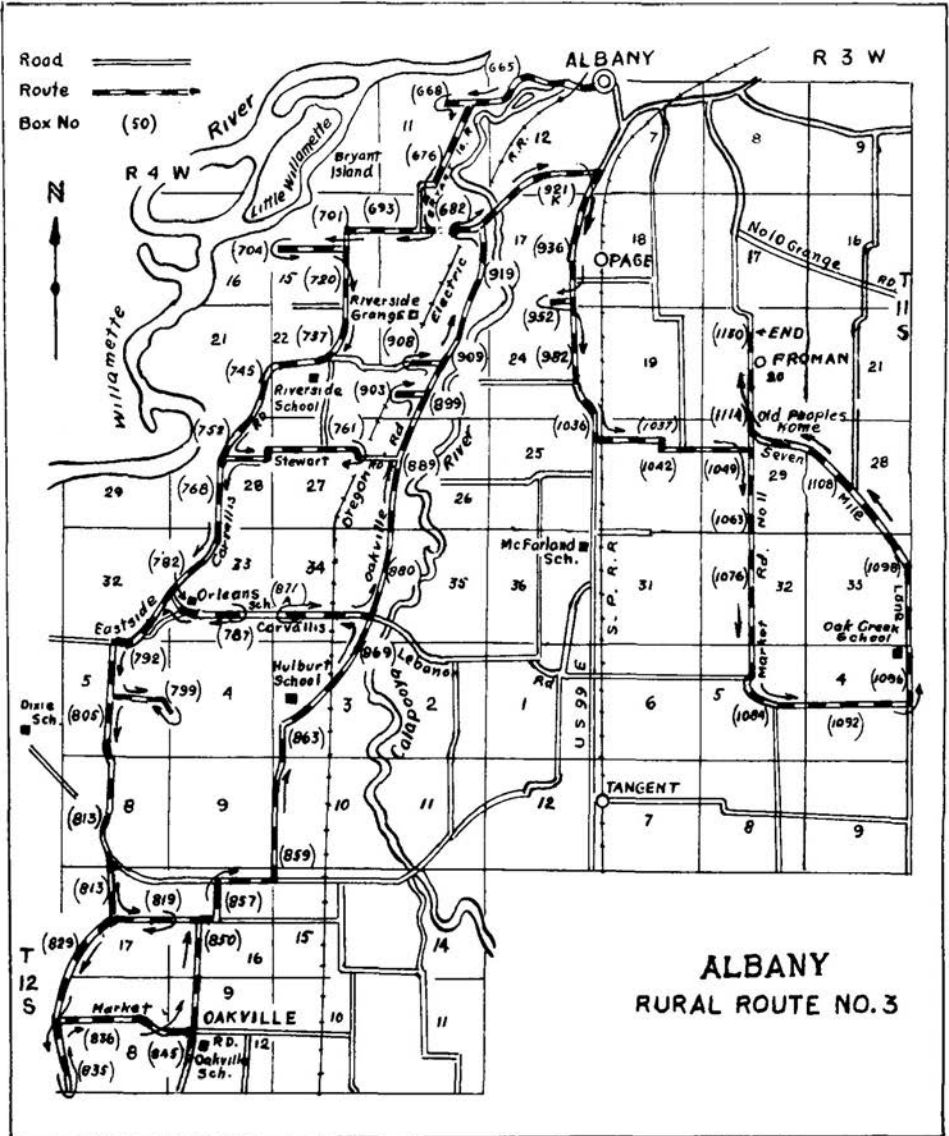 Road
Route
Box No (50)
ALBANY
R 3 W
N
R 4 W
River
Little Willamette
Bryant Island
Willamette
(665)
(668)
11
12
7
8
9
(676)
R.R.
(682)
(693)
(701)
(704)
16
15
(720)
(921) K
17
(936)
PAGE
18
17
No 10 Grange RD.
16
T 11 S
(919)
Electric
Riverside Grange
(908)
(952)
21
22
(737)
(745)
Riverside School
(903)
909
899
24
(982)
19
(1150)
END
FROMAN
20
21
(758)
RD
(761)
Stewart RD
Oregon
Rd
(889)
River
25
1036
(1037)
(1042)
(1049)
(1114)
Old Peoples Home
Seven Mile Lane
29
28
(1108)
29
(768)
28
27
26
(1063)
Market Rd. No 11
Corvallis
(782)
33
34
Oakville
(880)
35
36
McFarland Sch.
S. P. R. R.
31
(1076)
32
33
(1098)
32
Orleans Sch
(871) A
Eastside
(787)
Corvallis
Lebanon Rd
(869)
Oak Creek School
(792)
Hulburt School
5
4
(799)
3
2
1
US 99 E
6
5
4
(1084)
(1092)
(1096)
Dixie Sch.
(805)
(863)
Calapooya
8
9
10
11
12
TANGENT
7
8
9
(813)
(859)
(813)
(819)
(857)
(829)
17
(850)
16
15
14
T 12 S
9
Market
OAKVILLE
10
11
(836)
8
(845)
RD.
Oakville Sch.
12
(835)
ALBANY
RURAL ROUTE NO. 3